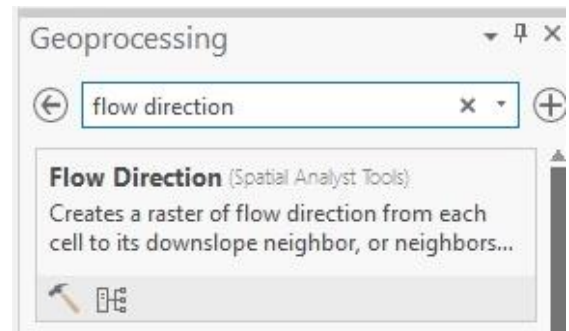 Geoprocessing
flow direction
Flow Direction (Spatial Analyst Tools)
Creates a raster of flow direction from each
cell to its downslope neighbor, or neighbors...